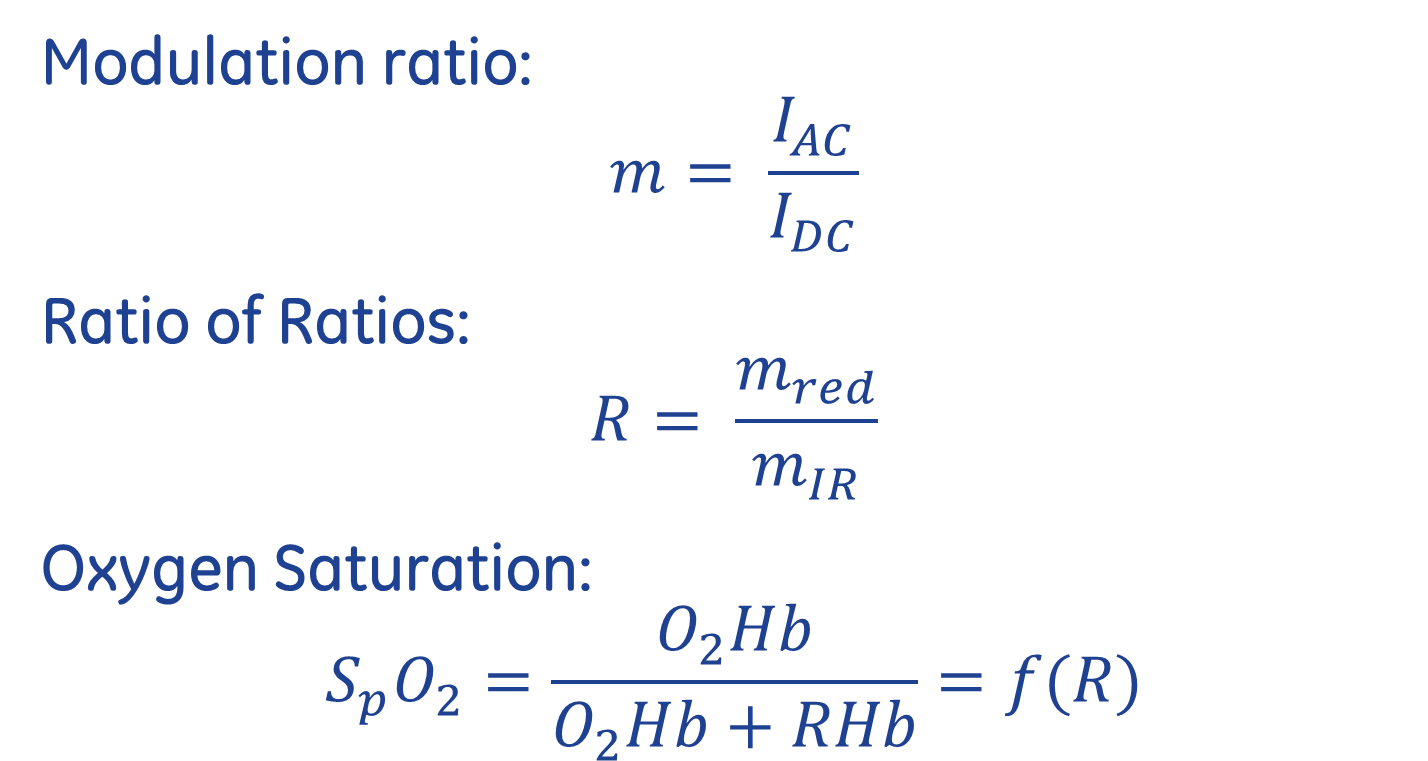 Modulation ratio:
m = I_AC / I_DC
Ratio of Ratios:
R = m_red / m_IR
Oxygen Saturation:
S_pO_2 = O_2Hb / (O_2Hb + RHb) = f(R)